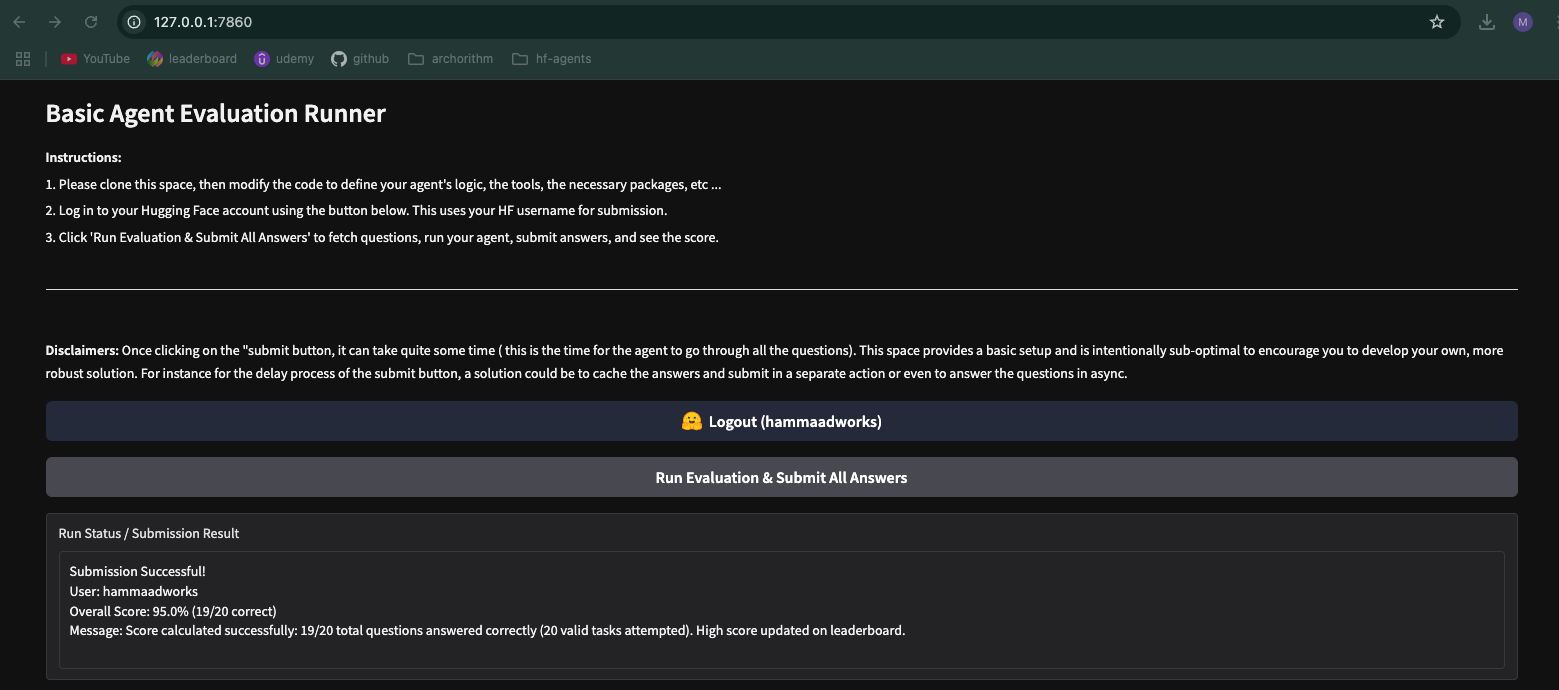 127.0.0.1:7860
M
YouTube leaderboard udemy github archorithm hf-agents
Basic Agent Evaluation Runner
Instructions:
1. Please clone this space, then modify the code to define your agent's logic, the tools, the necessary packages, etc ...
2. Log in to your Hugging Face account using the button below. This uses your HF username for submission.
3. Click 'Run Evaluation & Submit All Answers' to fetch questions, run your agent, submit answers, and see the score.
Disclaimers: Once clicking on the "submit button, it can take quite some time ( this is the time for the agent to go through all the questions). This space provides a basic setup and is intentionally sub-optimal to encourage you to develop your own, more
robust solution. For instance for the delay process of the submit button, a solution could be to cache the answers and submit in a separate action or even to answer the questions in async.
Logout (hammaadworks)
Run Evaluation & Submit All Answers
Run Status / Submission Result
Submission Successful!
User: hammaadworks
Overall Score: 95.0% (19/20 correct)
Message: Score calculated successfully: 19/20 total questions answered correctly (20 valid tasks attempted). High score updated on leaderboard.